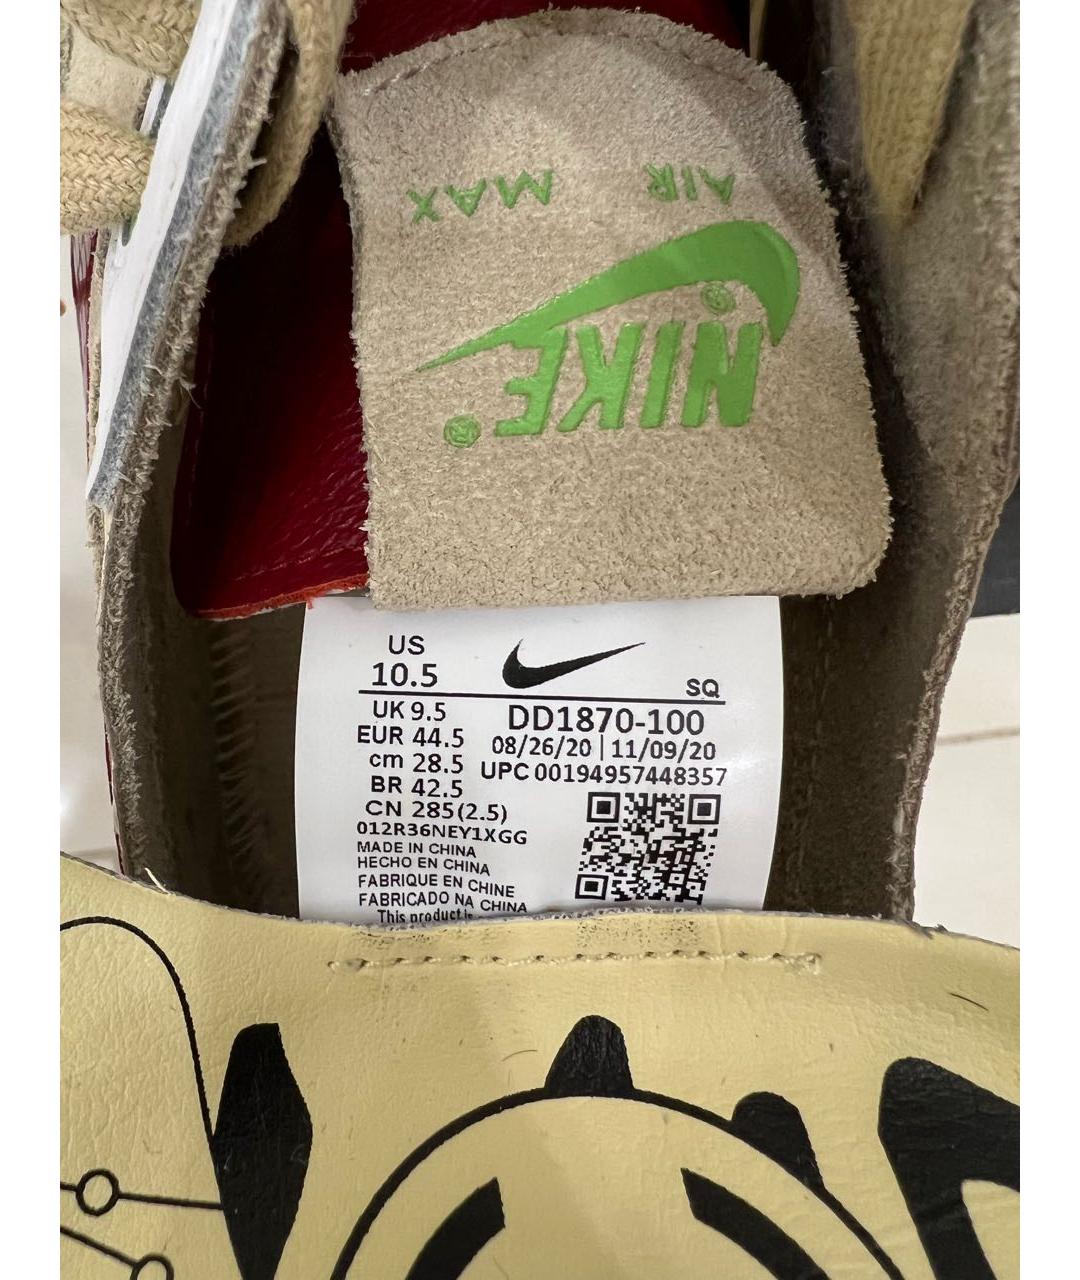 AIR MAX
NIKE®
US
10.5
SQ
UK 9.5
DD1870-100
EUR 44.5
08/26/20 | 11/09/20
cm 28.5
UPC 00194957448357
BR 42.5
CN 285(2.5)
012R36NEY1XGG
MADE IN CHINA
HECHO EN CHINA
FABRIQUE EN CHINE
FABRICADO NA CHINA
This product is